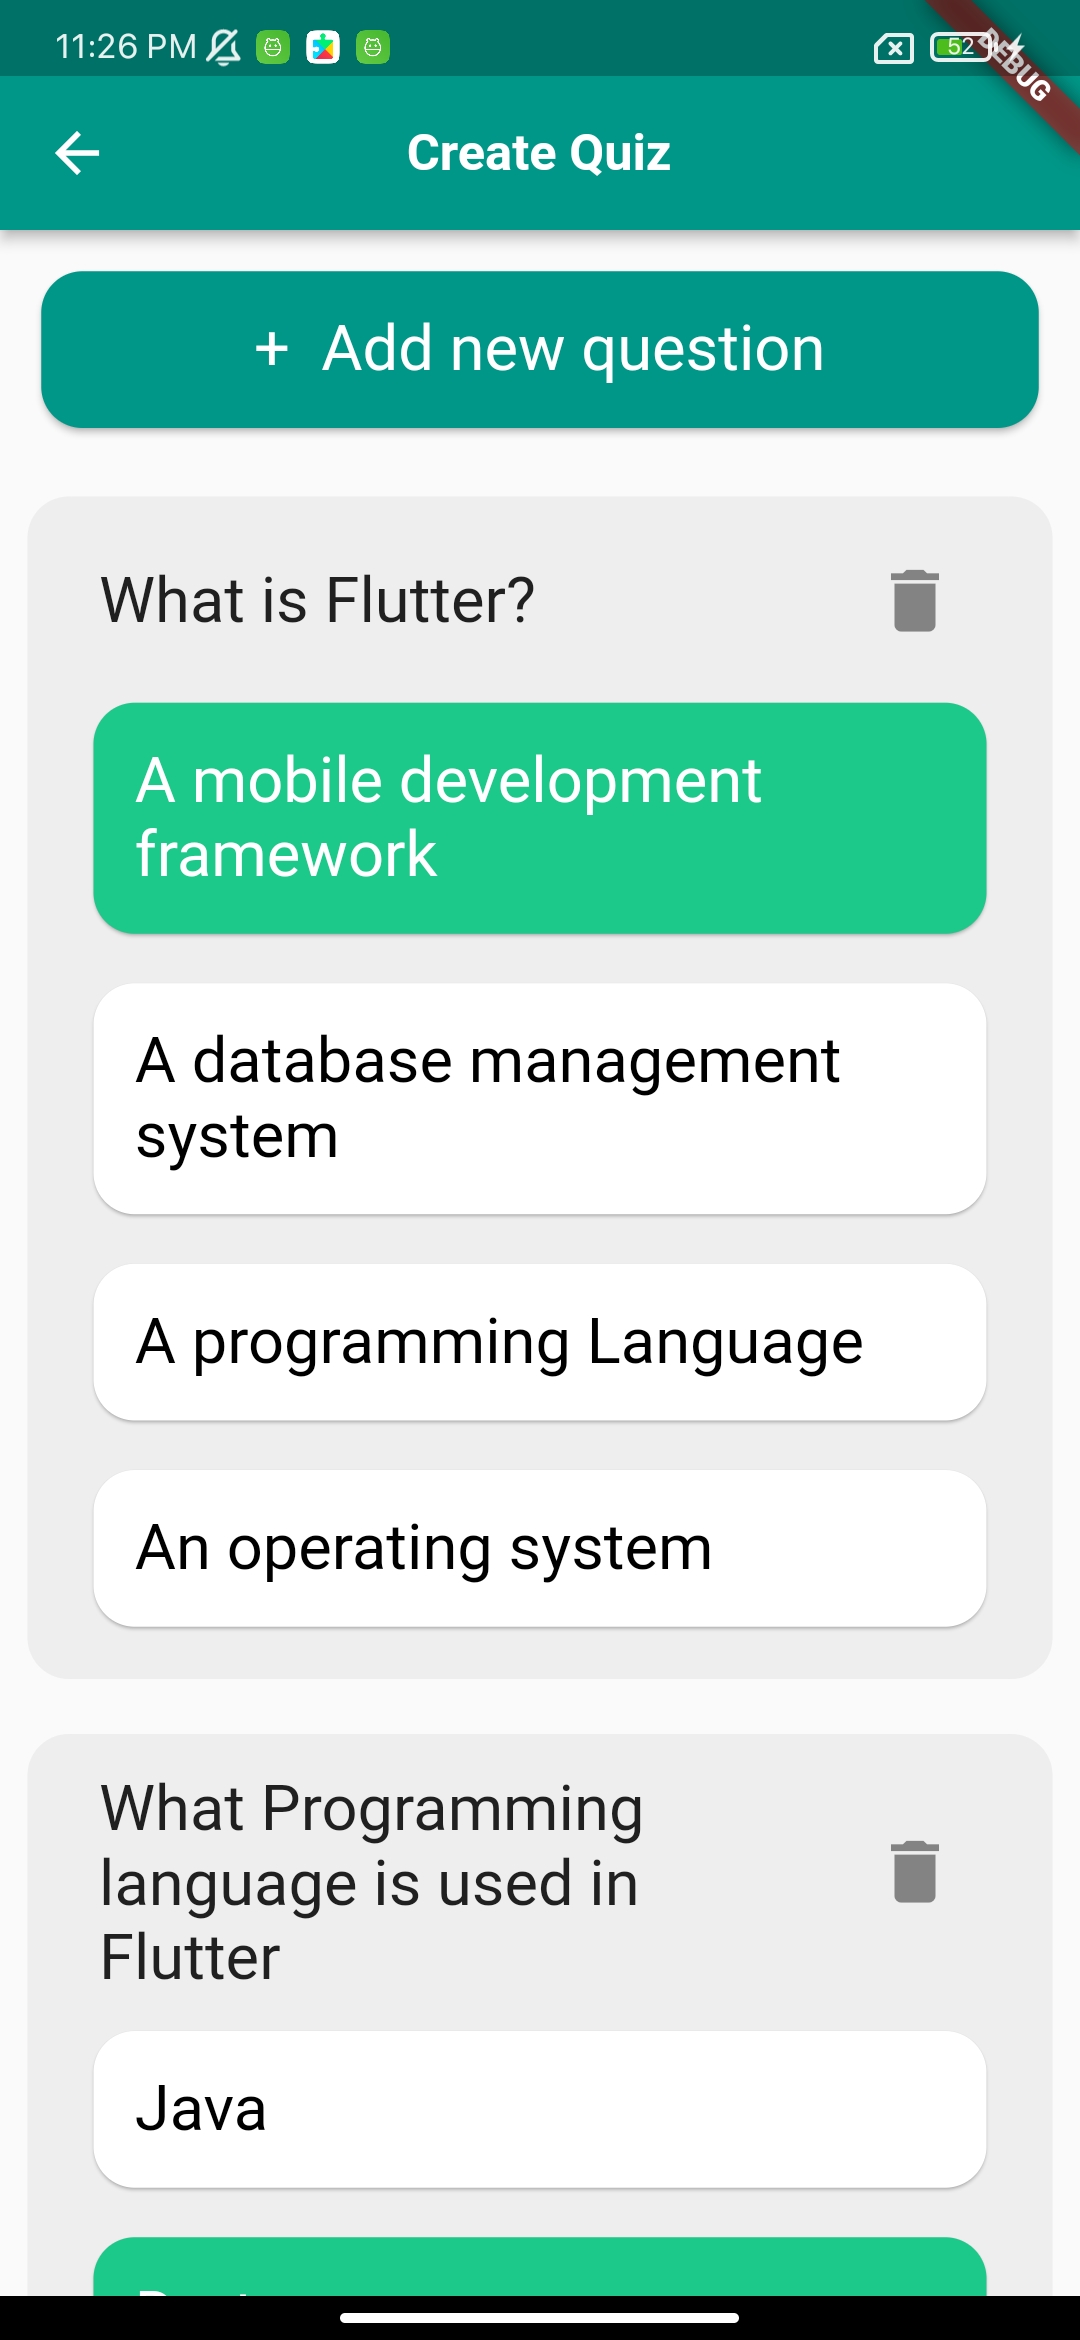 11:26 PM
52
DEBUG
Create Quiz
+ Add new question
What is Flutter?
A mobile development
framework
A database management
system
A programming Language
An operating system
What Programming
language is used in
Flutter
Java